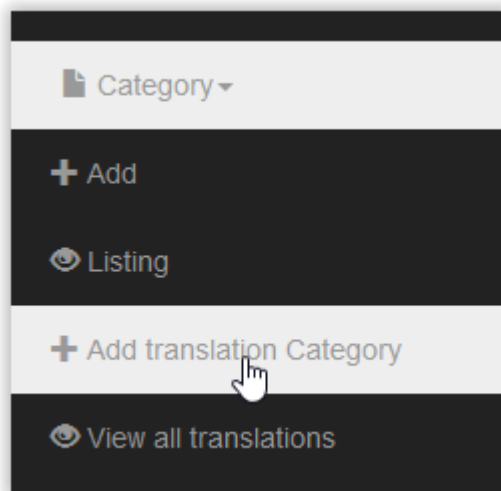 Category
Add
Listing
Add translation Category
View all translations